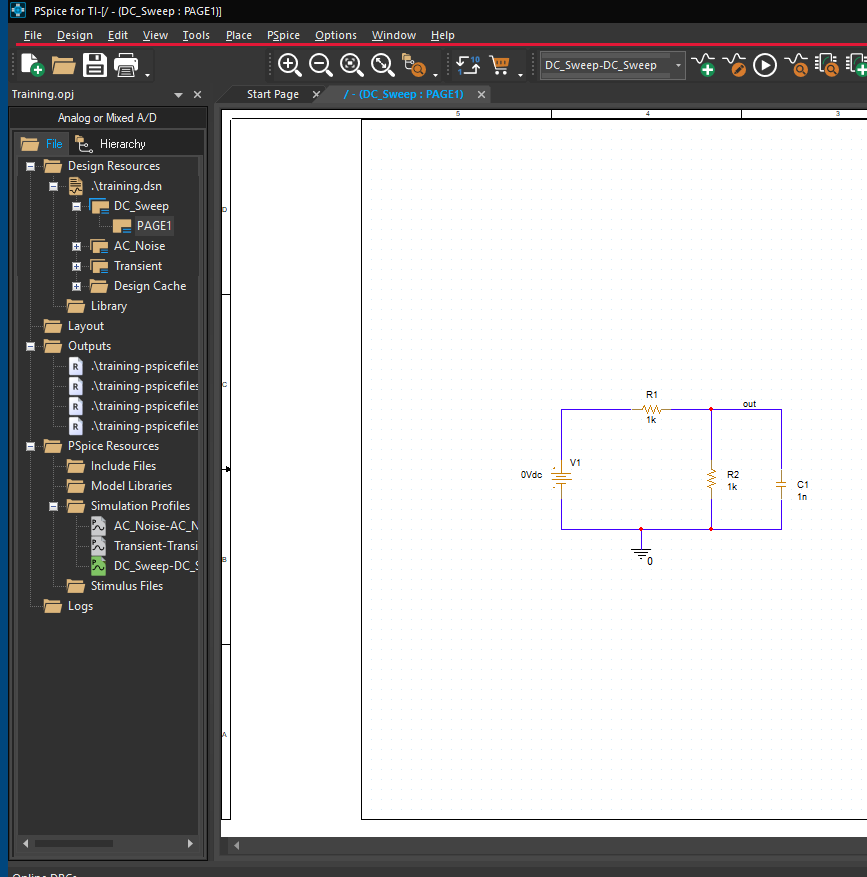 PSpice for TI-[/ - (DC_Sweep : PAGE1)]
File Design Edit View Tools Place PSpice Options Window Help
DC_Sweep-DC_Sweep
Training.opj
Start Page / - (DC_Sweep : PAGE1)
Analog or Mixed A/D
File Hierarchy
Design Resources
.\training.dsn
DC_Sweep
PAGE1
AC_Noise
Transient
Design Cache
Library
Layout
Outputs
.\training-pspicefiles
.\training-pspicefiles
.\training-pspicefiles
.\training-pspicefiles
PSpice Resources
Include Files
Model Libraries
Simulation Profiles
AC_Noise-AC_N
Transient-Transi
DC_Sweep-DC_S
Stimulus Files
Logs
5 4 3
D
C
B
A
R1
1k
out
V1
0Vdc
R2
1k
C1
1n
0
Online DRCs